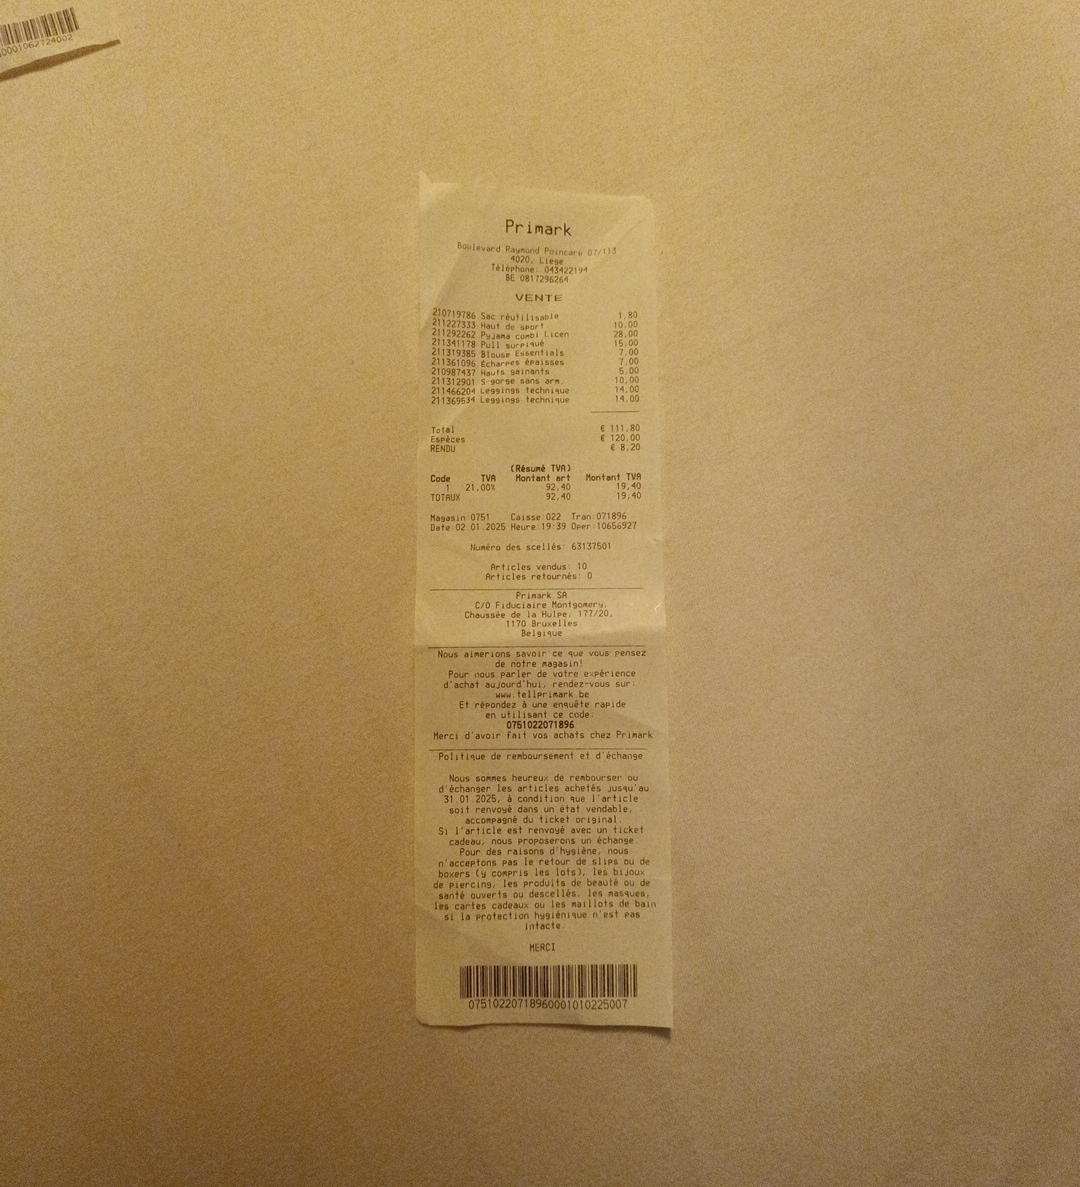 0001062724002
Primark
Boulevard Raymond Poincaré 07/113
4020, Liège
Téléphone: 043422194
BE 0817296264
VENTE
210719786 Sac réutilisable 1,80
211227333 Haut de sport 10,00
211292262 Pyjama combi Licen 28,00
211341178 Pull surpiqué 15,00
211319385 Blouse Essentials 7,00
211361096 Écharpes épaisses 7,00
210987437 Hauts gainants 5,00
211312901 S-gorge sans arm. 10,00
211466204 Leggings technique 14,00
211369534 Leggings technique 14,00
Total € 111,80
Espèces € 120,00
RENDU € 8,20
(Résumé TVA)
Code TVA Montant art Montant TVA
1 21,00% 92,40 19,40
TOTAUX 92,40 19,40
Magasin:0751 Caisse:022 Tran:071896
Date:02.01.2025 Heure:19:39 Oper:10656927
Numéro des scellés: 63137501
Articles vendus: 10
Articles retournés: 0
Primark SA
C/O Fiduciaire Montgomery,
Chaussée de la Hulpe, 177/20,
1170 Bruxelles
Belgique
Nous aimerions savoir ce que vous pensez
de notre magasin!
Pour nous parler de votre expérience
d'achat aujourd'hui, rendez-vous sur:
www.tellprimark.be
Et répondez à une enquête rapide
en utilisant ce code:
0751022071896
Merci d'avoir fait vos achats chez Primark
Politique de remboursement et d'échange
Nous sommes heureux de rembourser ou
d'échanger les articles achetés jusqu'au
31.01.2025, à condition que l'article
soit renvoyé dans un état vendable,
accompagné du ticket original.
Si l'article est renvoyé avec un ticket
cadeau, nous proposerons un échange.
Pour des raisons d'hygiène, nous
n'acceptons pas le retour de slips ou de
boxers (y compris les lots), les bijoux
de piercing, les produits de beauté ou de
santé ouverts ou descellés, les masques,
les cartes cadeaux ou les maillots de bain
si la protection hygiénique n'est pas
intacte.
MERCI
07510220718960001010225007